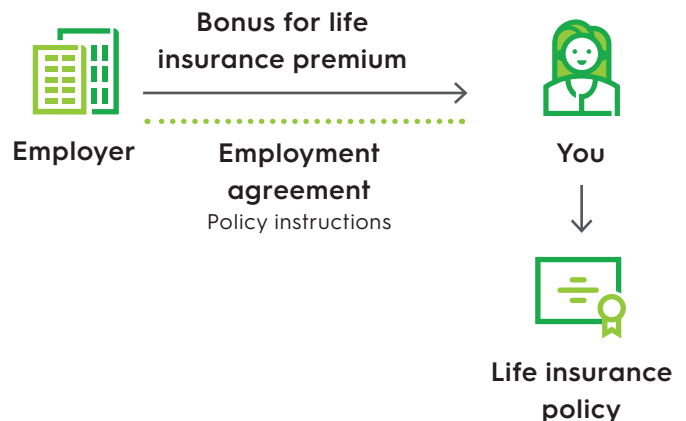 Bonus for life
insurance premium
Employer
You
Employment
agreement
Policy instructions
Life insurance
policy